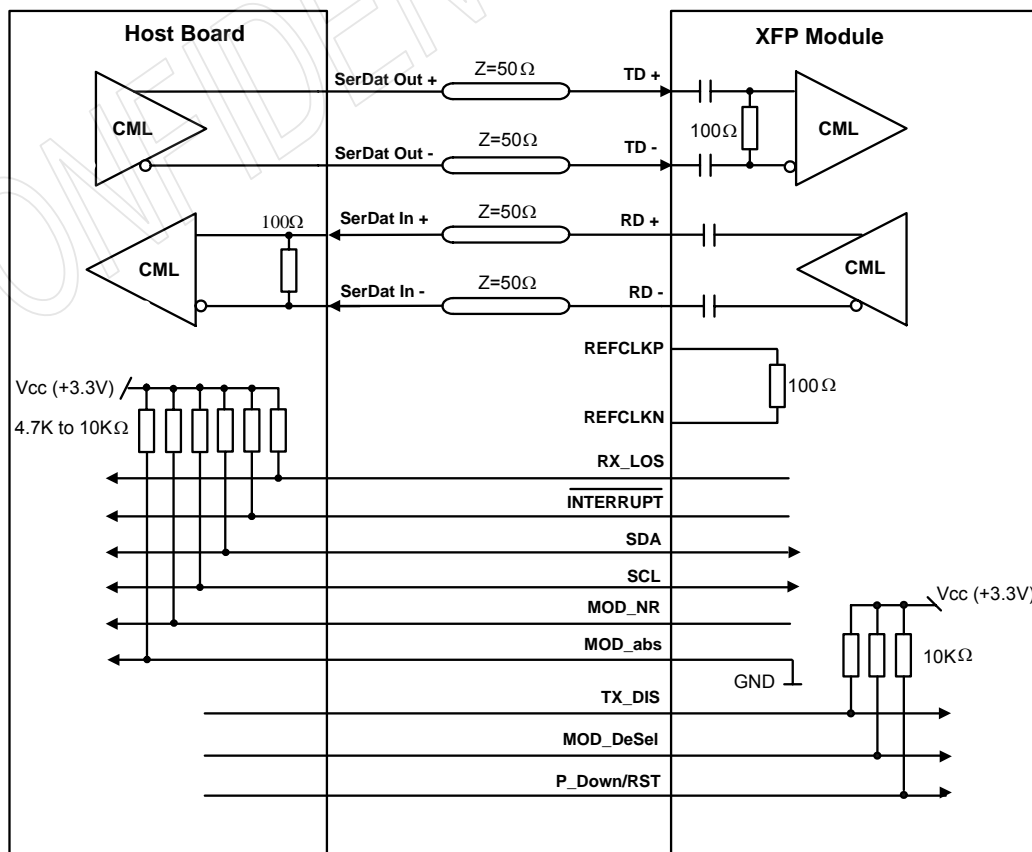 Host Board
XFP Module
SerDat Out +
Z=50Ω
TD +
CML
100Ω
CML
SerDat Out -
Z=50Ω
TD -
100Ω
SerDat In +
Z=50Ω
RD +
CML
CML
SerDat In -
Z=50Ω
RD -
REFCLKP
100Ω
REFCLKN
Vcc (+3.3V)
4.7K to 10KΩ
RX_LOS
INTERRUPT
SDA
SCL
Vcc (+3.3V)
MOD_NR
MOD_abs
10KΩ
GND
TX_DIS
MOD_DeSel
P_Down/RST